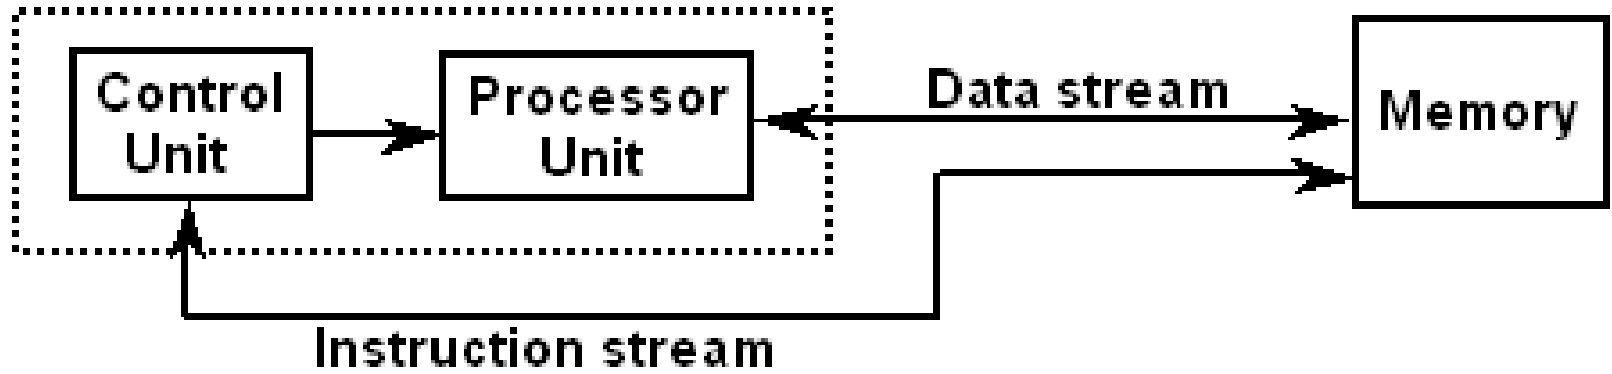 Control
Unit
Processor
Unit
Data stream
Memory
Instruction stream